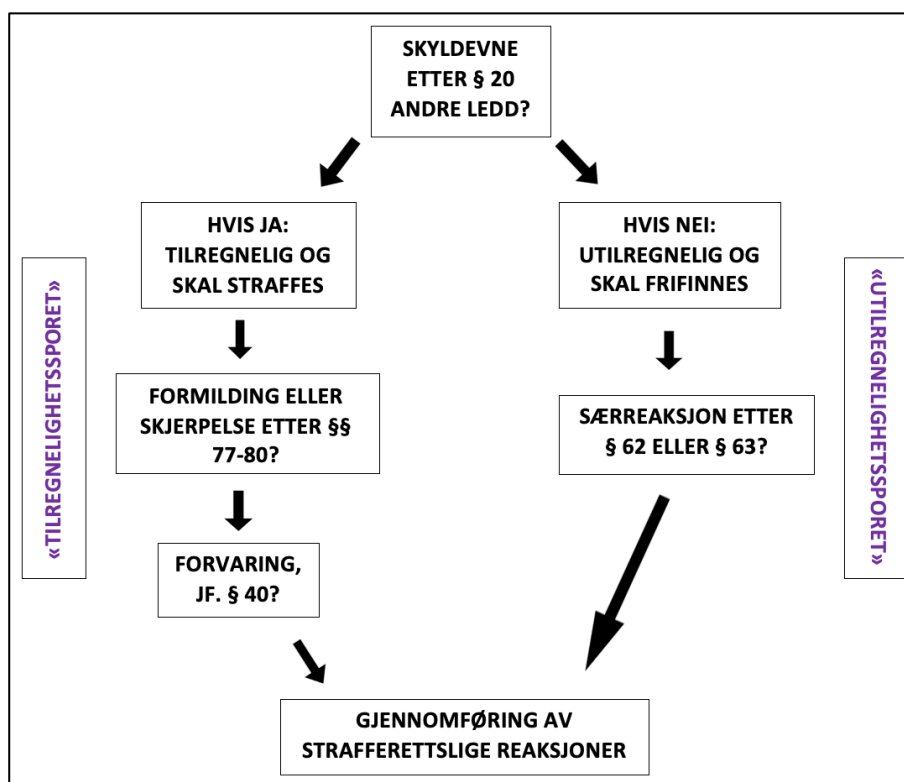 SKYLDEVNE
ETTER § 20
ANDRE LEDD?
HVIS JA:
TILREGNELIG OG
SKAL STRAFFES
HVIS NEI:
UTILREGNELIG OG
SKAL FRIFINNES
«TILREGNELIGHETSSPORET»
«UTILREGNELIGHETSSPORET»
FORMILDING ELLER
SKJERPELSE ETTER §§
77-80?
SÆRREAKSJON ETTER
§ 62 ELLER § 63?
FORVARING,
JF. § 40?
GJENNOMFØRING AV
STRAFFERETTSLIGE REAKSJONER